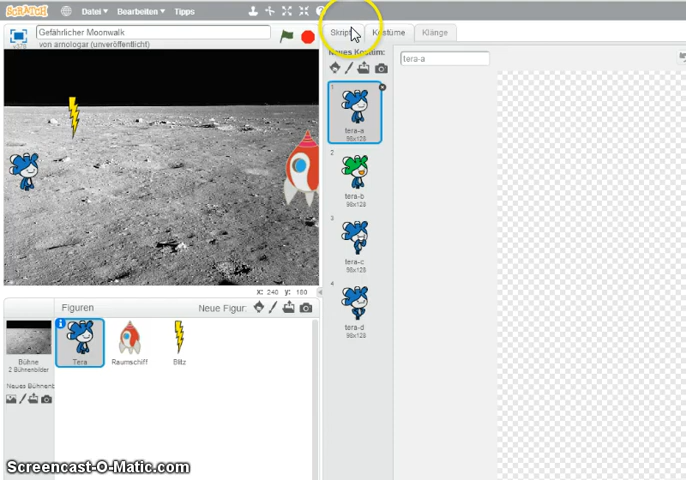 SCRATCH Datei Bearbeiten Tipps
Gefährlicher Moonwalk
von arnologar (unveröffentlicht)
Skripte Kostüme Klänge
Neues Kostüm:
tera-a
1
tera-a
96x128
2
tera-b
96x128
3
tera-c
96x128
4
tera-d
96x128
x: 240 y: 180
Figuren Neue Figur:
Bühne
2 Bühnenbilder
Tera
Raumschiff
Blitz
Neues Bühnenb
Screencast-O-Matic.com